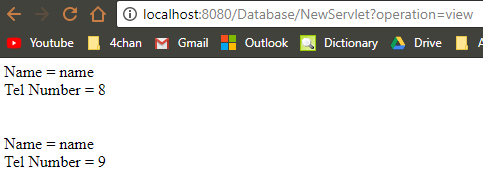 localhost:8080/Database/NewServlet?operation=view
Youtube 4chan Gmail Outlook Dictionary Drive A
Name = name
Tel Number = 8
Name = name
Tel Number = 9